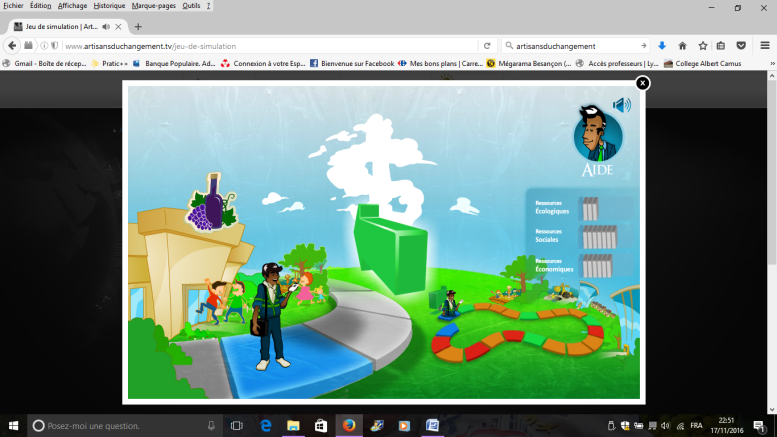 Fichier Édition Affichage Historique Marque-pages Outils ?
Jeu de simulation | Art...
www.artisansduchangement.tv/jeu-de-simulation
artisansduchangement
Gmail - Boîte de récep... Pratic++ Banque Populaire. Ad... Connexion à votre Esp... Bienvenue sur Facebook Mes bons plans | Carre... Mégarama Besançon (... Accès professeurs | Ly... College Albert Camus
x
AIDE
Ressources
Écologiques
Ressources
Sociales
Ressources
Économiques
Posez-moi une question.
FRA
22:51
17/11/2016